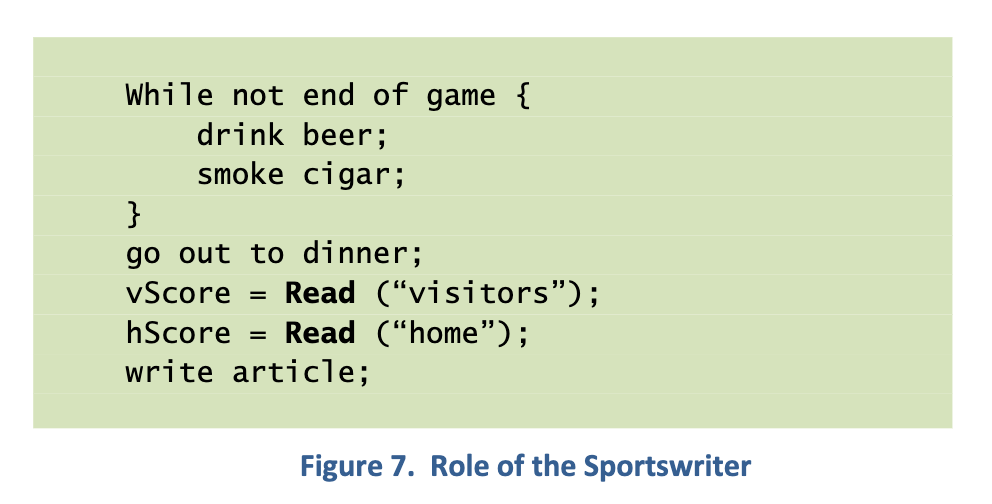 While not end of game {
    drink beer;
    smoke cigar;
}
go out to dinner;
vScore = Read (“visitors”);
hScore = Read (“home”);
write article;
Figure 7.  Role of the Sportswriter